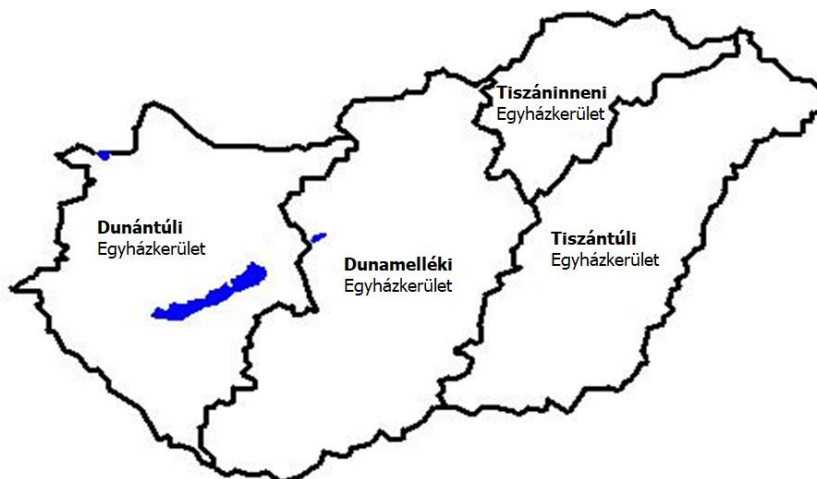 Tiszáninneni
Egyházkerület
Dunántúli
Egyházkerület
Dunamelléki
Egyházkerület
Tiszántúli
Egyházkerület